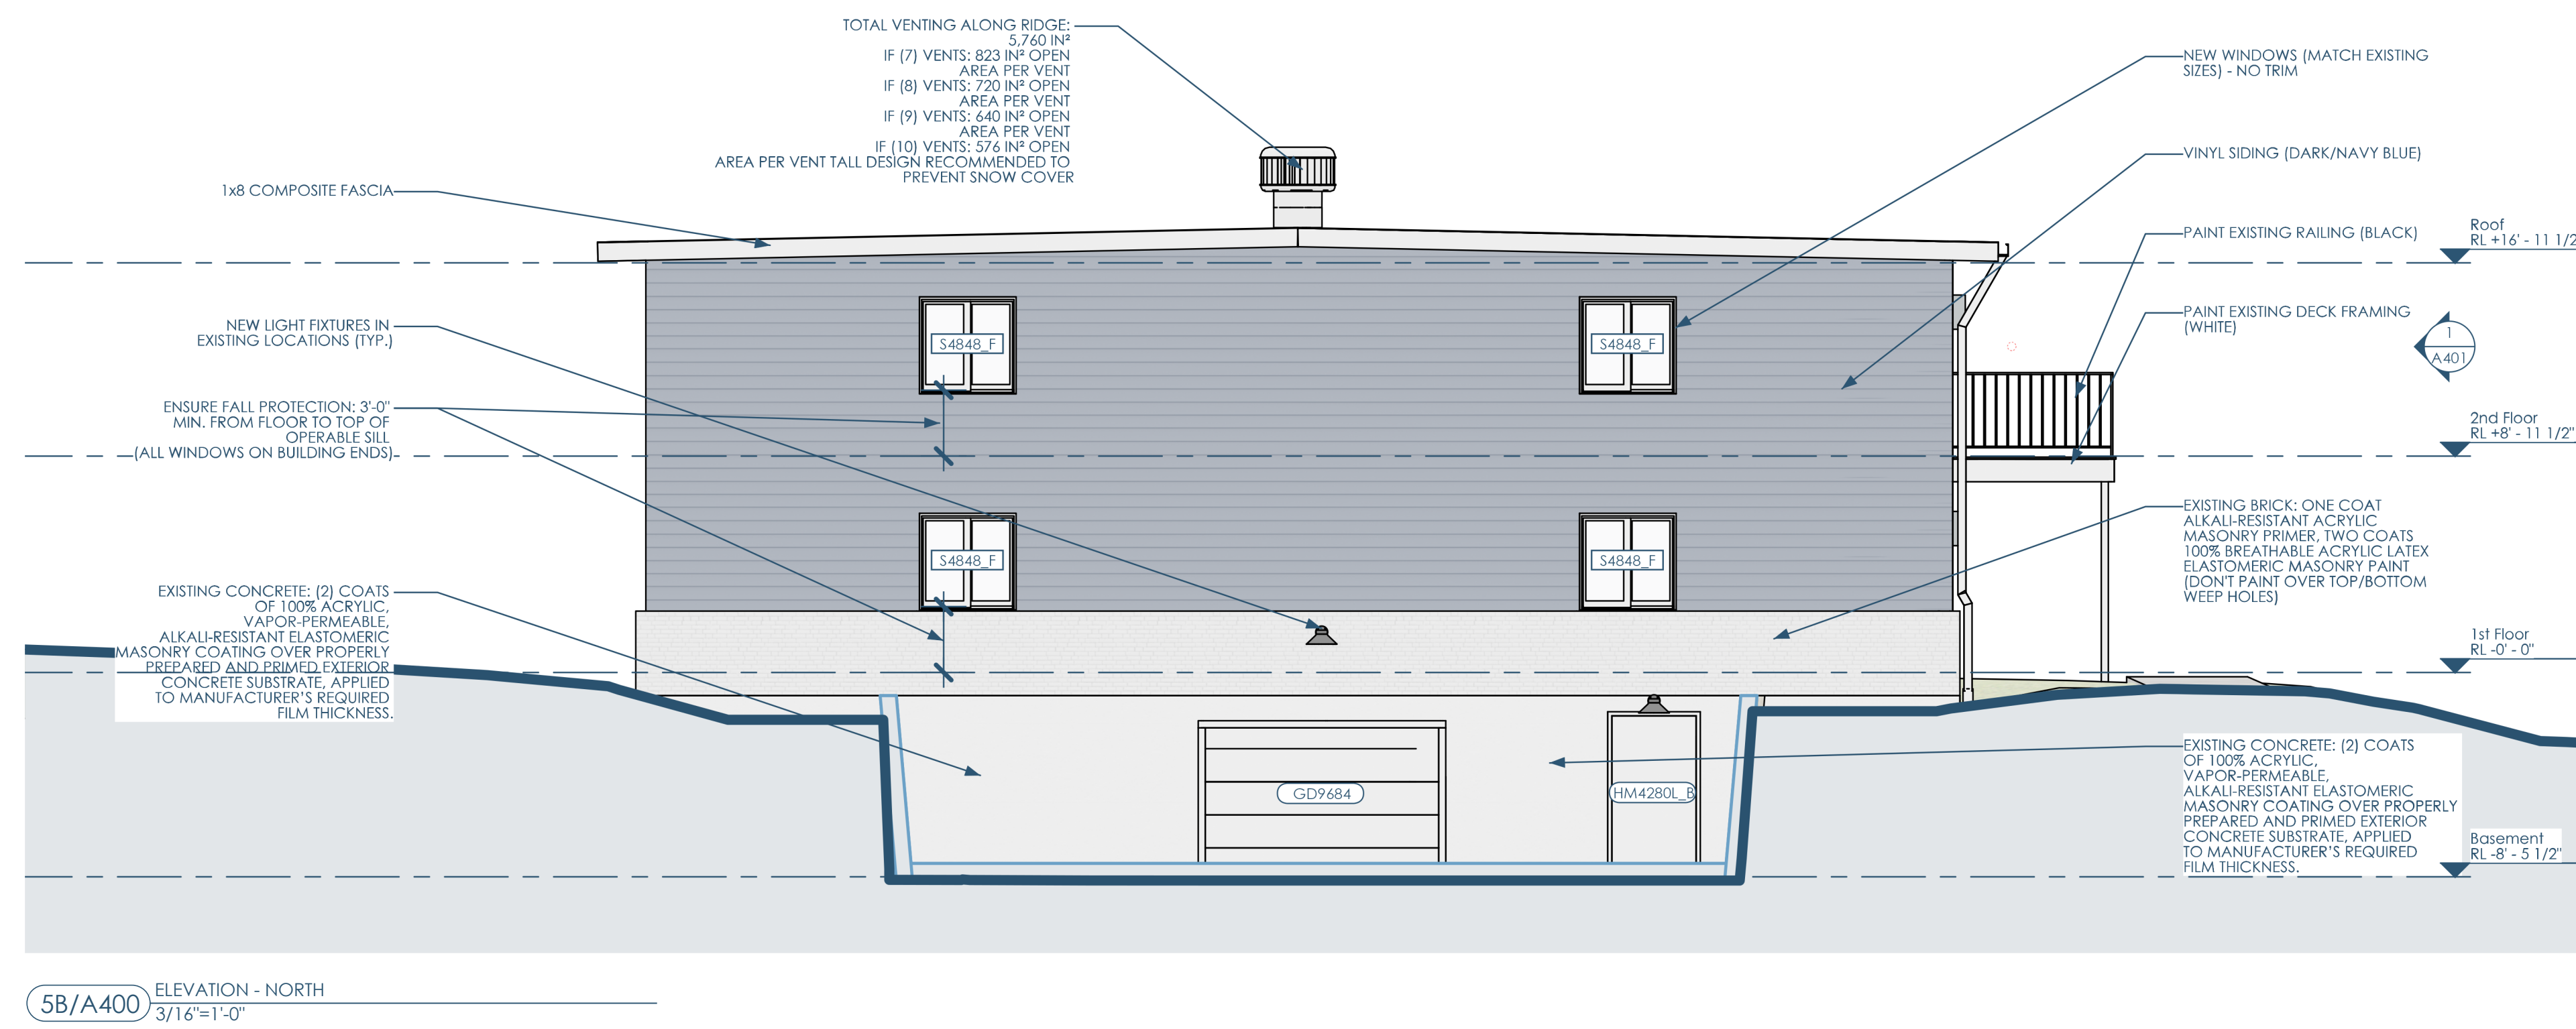 TOTAL VENTING ALONG RIDGE:
5,760 IN²
IF (7) VENTS: 823 IN² OPEN
AREA PER VENT
IF (8) VENTS: 720 IN² OPEN
AREA PER VENT
IF (9) VENTS: 640 IN² OPEN
AREA PER VENT
IF (10) VENTS: 576 IN² OPEN
AREA PER VENT TALL DESIGN RECOMMENDED TO
PREVENT SNOW COVER
1x8 COMPOSITE FASCIA
NEW LIGHT FIXTURES IN
EXISTING LOCATIONS (TYP.)
ENSURE FALL PROTECTION: 3'-0"
MIN. FROM FLOOR TO TOP OF
OPERABLE SILL
(ALL WINDOWS ON BUILDING ENDS)
EXISTING CONCRETE: (2) COATS
OF 100% ACRYLIC,
VAPOR-PERMEABLE,
ALKALI-RESISTANT ELASTOMERIC
MASONRY COATING OVER PROPERLY
PREPARED AND PRIMED EXTERIOR
CONCRETE SUBSTRATE, APPLIED
TO MANUFACTURER'S REQUIRED
FILM THICKNESS.
S4848_F
S4848_F
S4848_F
S4848_F
GD9684
HM4280L_B
NEW WINDOWS (MATCH EXISTING
SIZES) - NO TRIM
VINYL SIDING (DARK/NAVY BLUE)
PAINT EXISTING RAILING (BLACK)
PAINT EXISTING DECK FRAMING
(WHITE)
EXISTING BRICK: ONE COAT
ALKALI-RESISTANT ACRYLIC
MASONRY PRIMER, TWO COATS
100% BREATHABLE ACRYLIC LATEX
ELASTOMERIC MASONRY PAINT
(DON'T PAINT OVER TOP/BOTTOM
WEEP HOLES)
EXISTING CONCRETE: (2) COATS
OF 100% ACRYLIC,
VAPOR-PERMEABLE,
ALKALI-RESISTANT ELASTOMERIC
MASONRY COATING OVER PROPERLY
PREPARED AND PRIMED EXTERIOR
CONCRETE SUBSTRATE, APPLIED
TO MANUFACTURER'S REQUIRED
FILM THICKNESS.
Roof
RL +16' - 11 1/2
1
A401
2nd Floor
RL +8' - 11 1/2"
1st Floor
RL -0' - 0"
Basement
RL -8' - 5 1/2"
5B/A400
ELEVATION - NORTH
3/16"=1'-0"